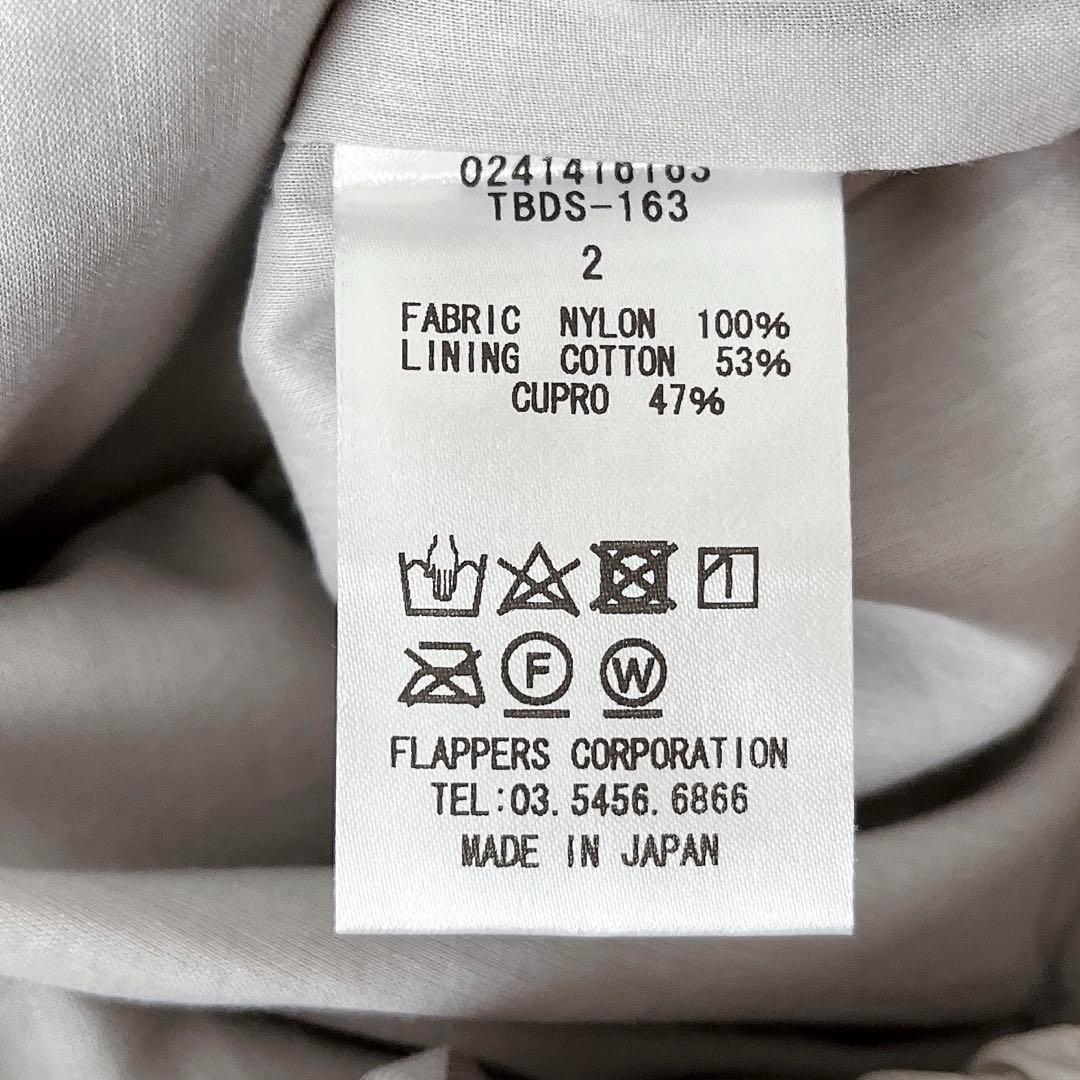 TBDS-163
2
FABRIC NYLON 100%
LINING COTTON 53%
CUPRO 47%
F W
FLAPPERS CORPORATION
TEL:03.5456.6866
MADE IN JAPAN